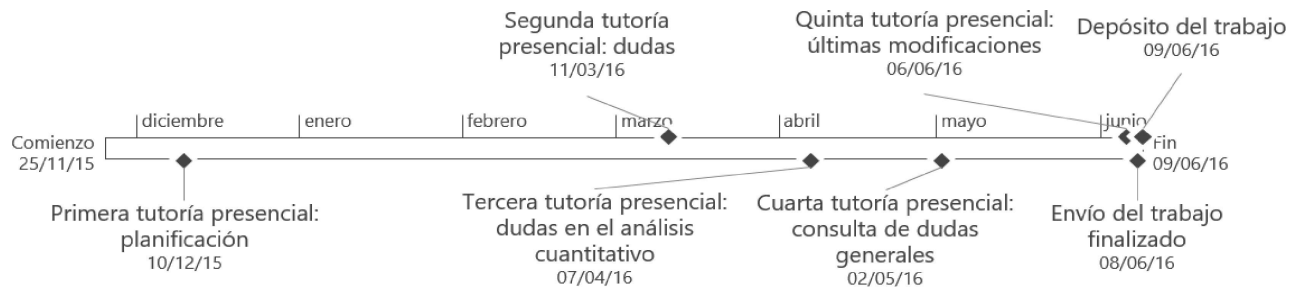 Segunda tutoría
presencial: dudas
11/03/16
Quinta tutoría presencial:
últimas modificaciones
06/06/16
Depósito del trabajo
09/06/16
diciembre
enero
febrero
marzo
abril
mayo
junio
Comienzo
25/11/15
Fin
09/06/16
Primera tutoría presencial:
planificación
10/12/15
Tercera tutoría presencial:
dudas en el análisis
cuantitativo
07/04/16
Cuarta tutoría presencial:
consulta de dudas
generales
02/05/16
Envío del trabajo
finalizado
08/06/16